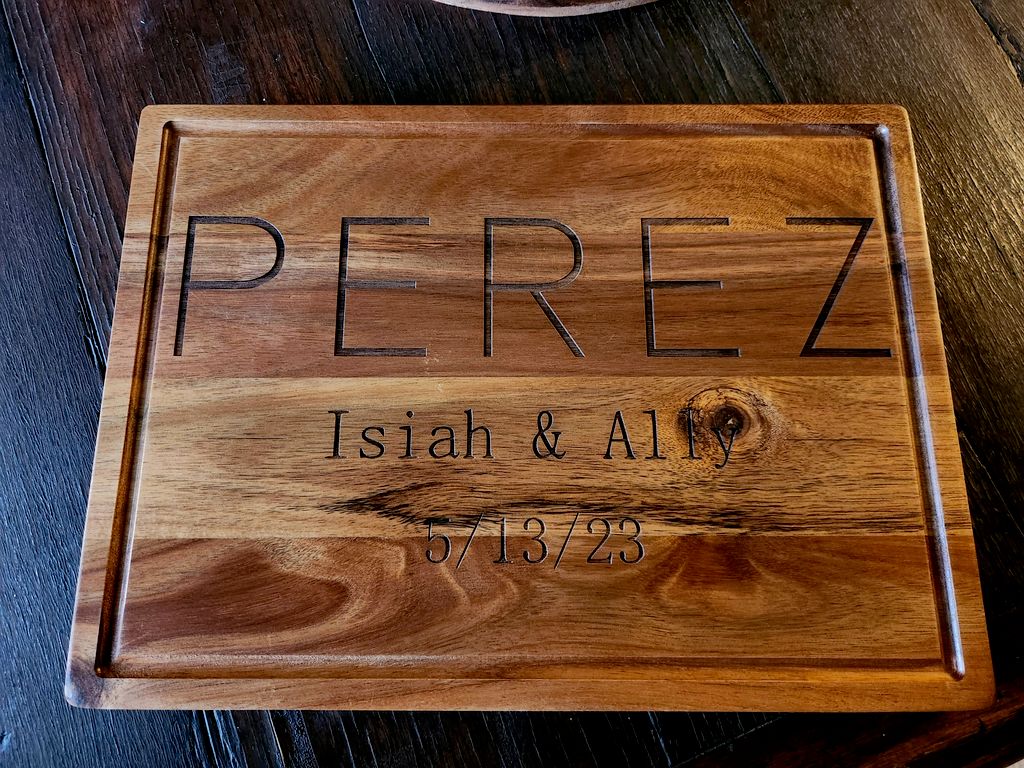 PEREZ
Isiah & Ally
5/13/23